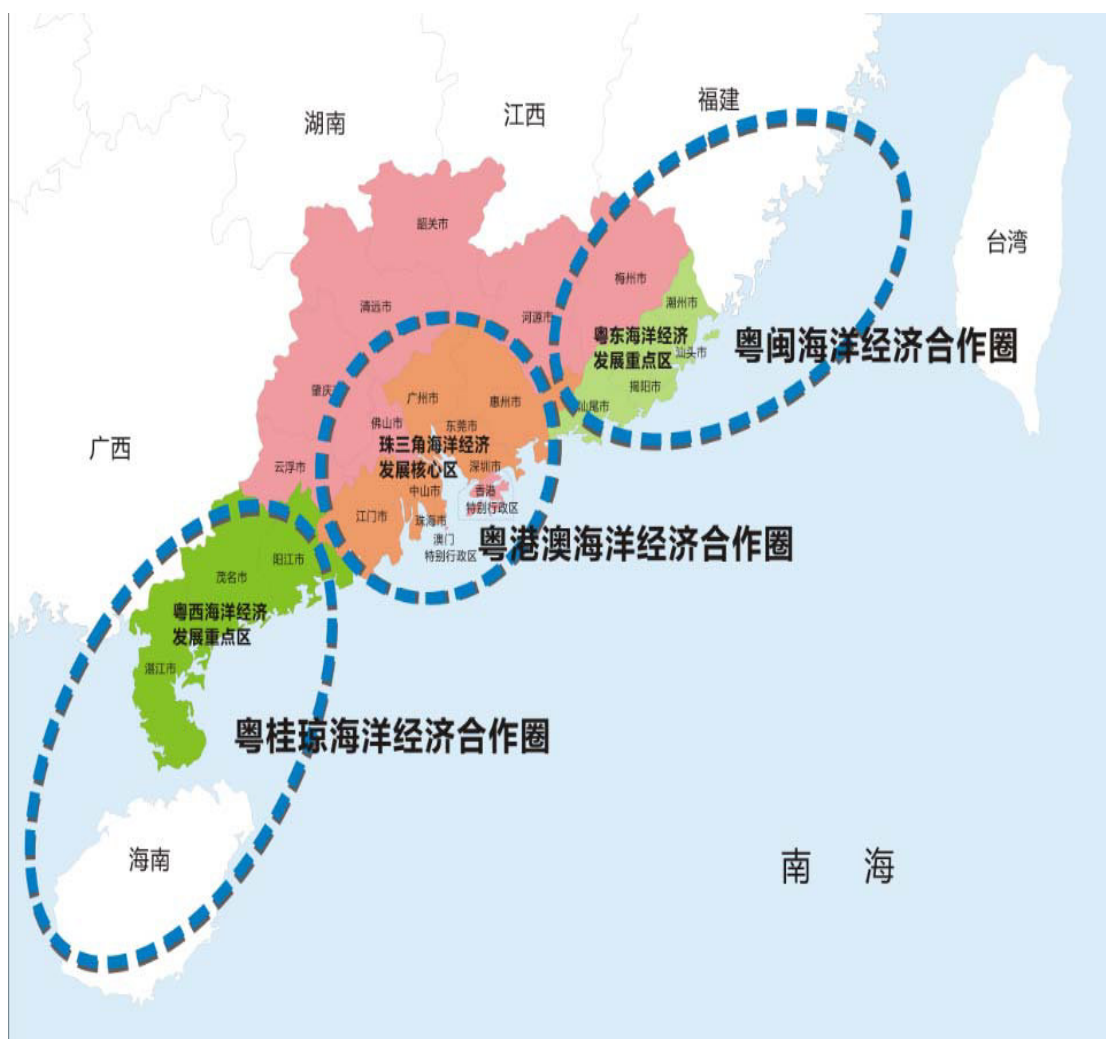 福建
江西
湖南
韶关市
台湾
梅州市
潮州市
清远市
河源市
粤东海洋经济
发展重点区
汕头市
粤闽海洋经济合作圈
揭阳市
汕尾市
肇庆
广州市
惠州市
佛山市
东莞市
珠三角海洋经济
发展核心区
广西
云浮市
深圳市
中山市
香港
特别行政区
江门市
珠海市
澳门
特别行政区
粤港澳海洋经济合作圈
阳江市
茂名市
粤西海洋经济
发展重点区
湛江市
粤桂琼海洋经济合作圈
海南
南 海